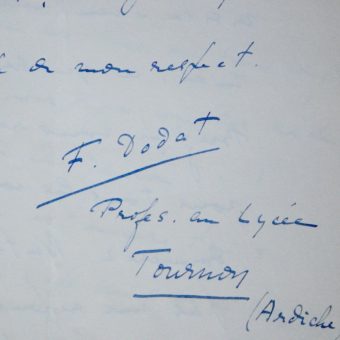 de mon respect.
F. Dodat
Profes. au Lycée
Tournon
(Ardèche